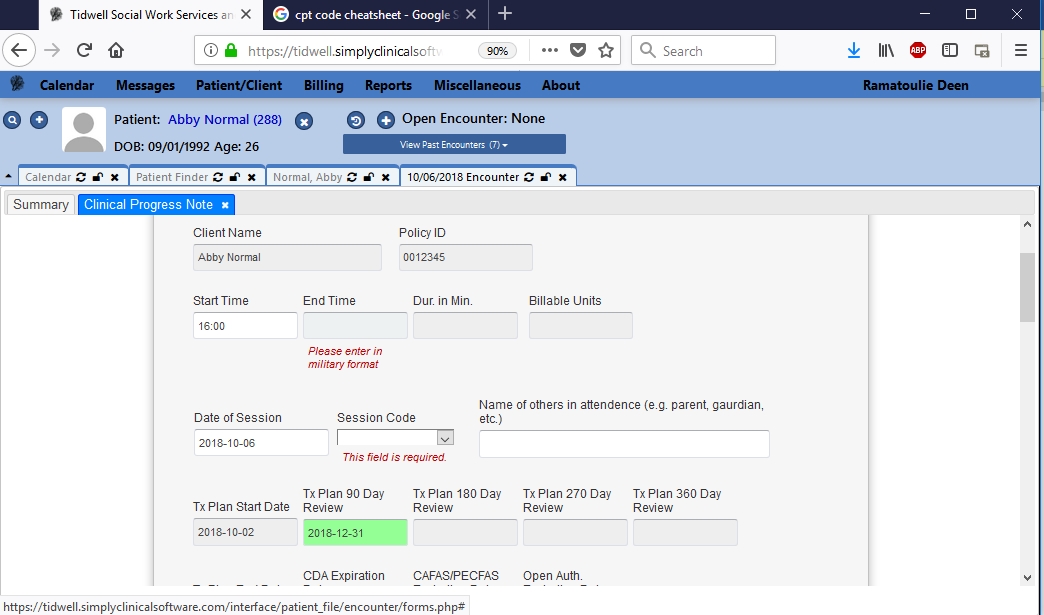 Tidwell Social Work Services an
cpt code cheatsheet - Google S
https://tidwell.simplyclinicalsoftw
90%
Search
ABP
Calendar Messages Patient/Client Billing Reports Miscellaneous About Ramatoulie Deen
Patient: Abby Normal (288)
Open Encounter: None
DOB: 09/01/1992 Age: 26
View Past Encounters (7)
Calendar Patient Finder Normal, Abby 10/06/2018 Encounter
Summary Clinical Progress Note
Client Name Policy ID
Abby Normal 0012345
Start Time End Time Dur. in Min. Billable Units
16:00
Please enter in
military format
Name of others in attendence (e.g. parent, gaurdian,
etc.)
Date of Session Session Code
2018-10-06
This field is required.
Tx Plan Start Date
Tx Plan 90 Day
Review
Tx Plan 180 Day
Review
Tx Plan 270 Day
Review
Tx Plan 360 Day
Review
2018-10-02 2018-12-31
CDA Expiration CAFAS/PECFAS Open Auth.
https://tidwell.simplyclinicalsoftware.com/interface/patient_file/encounter/forms.php#